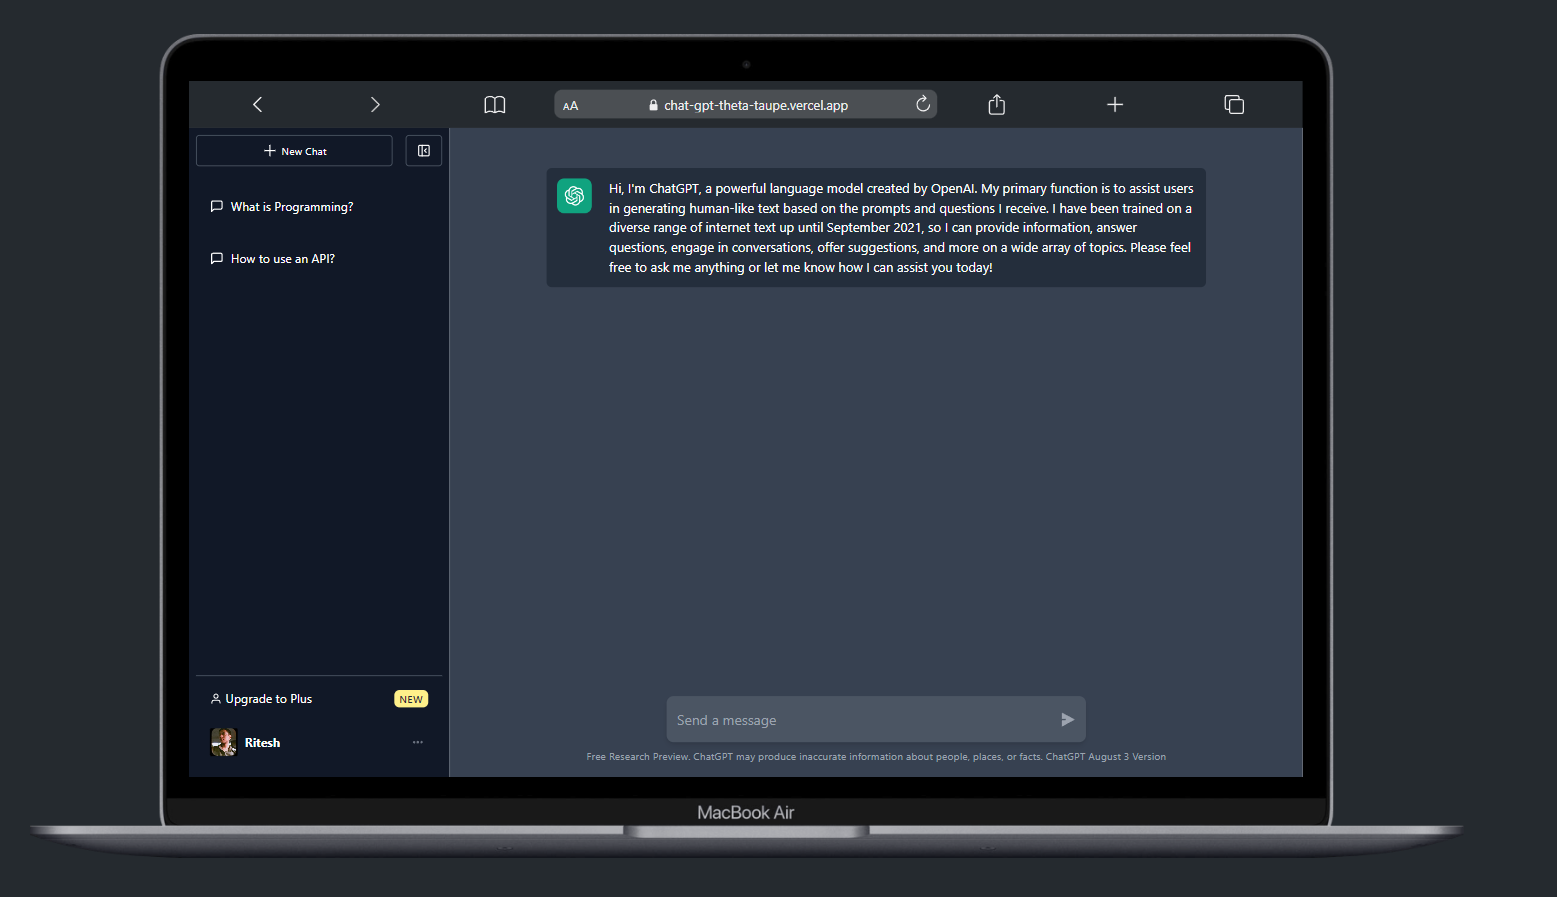 AA chat-gpt-theta-taupe.vercel.app
New Chat
What is Programming?
How to use an API?
Upgrade to Plus NEW
Ritesh
Hi, I'm ChatGPT, a powerful language model created by OpenAI. My primary function is to assist users
in generating human-like text based on the prompts and questions I receive. I have been trained on a
diverse range of internet text up until September 2021, so I can provide information, answer
questions, engage in conversations, offer suggestions, and more on a wide array of topics. Please feel
free to ask me anything or let me know how I can assist you today!
Send a message
Free Research Preview. ChatGPT may produce inaccurate information about people, places, or facts. ChatGPT August 3 Version
MacBook Air